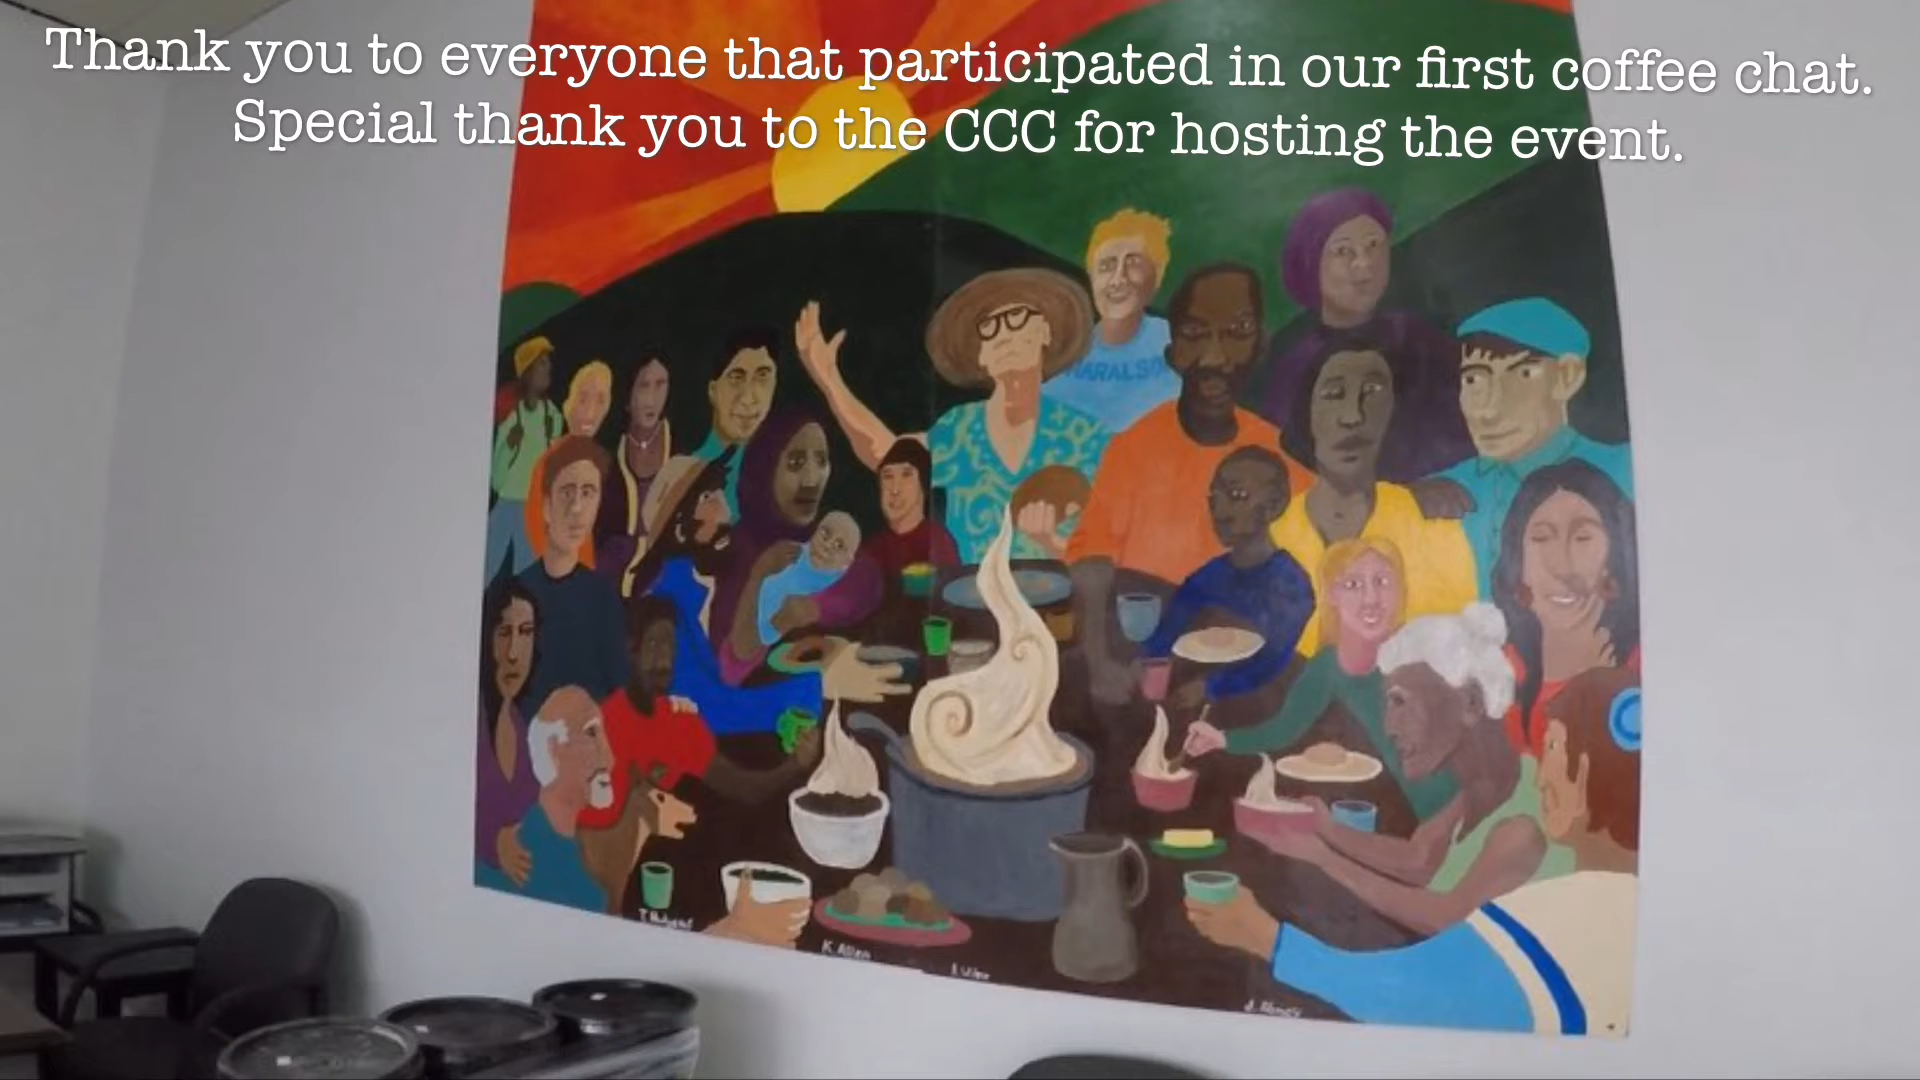 Thank you to everyone that participated in our first coffee chat.
Special thank you to the CCC for hosting the event.
K. Allen